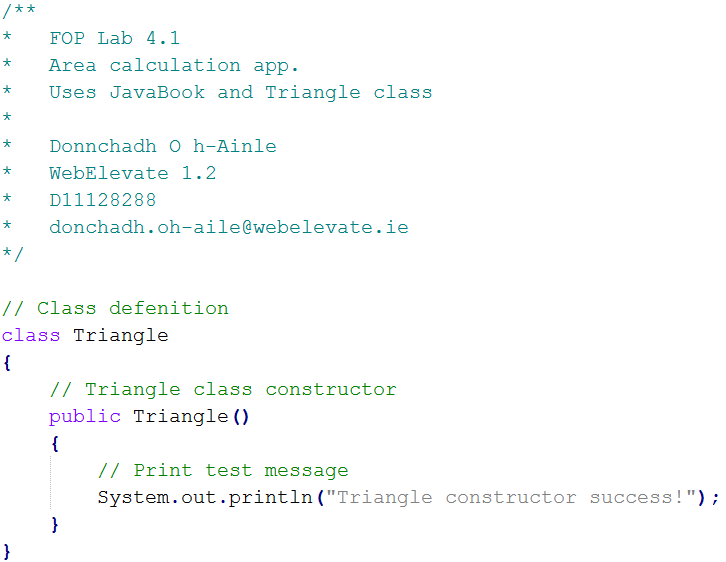 /**
*   FOP Lab 4.1
*   Area calculation app.
*   Uses JavaBook and Triangle class
*
*   Donnchadh O h-Ainle
*   WebElevate 1.2
*   D11128288
*   donchadh.oh-aile@webelevate.ie
*/

// Class defenition
class Triangle
{
    // Triangle class constructor
    public Triangle()
    {
        // Print test message
        System.out.println("Triangle constructor success!");
    }
}